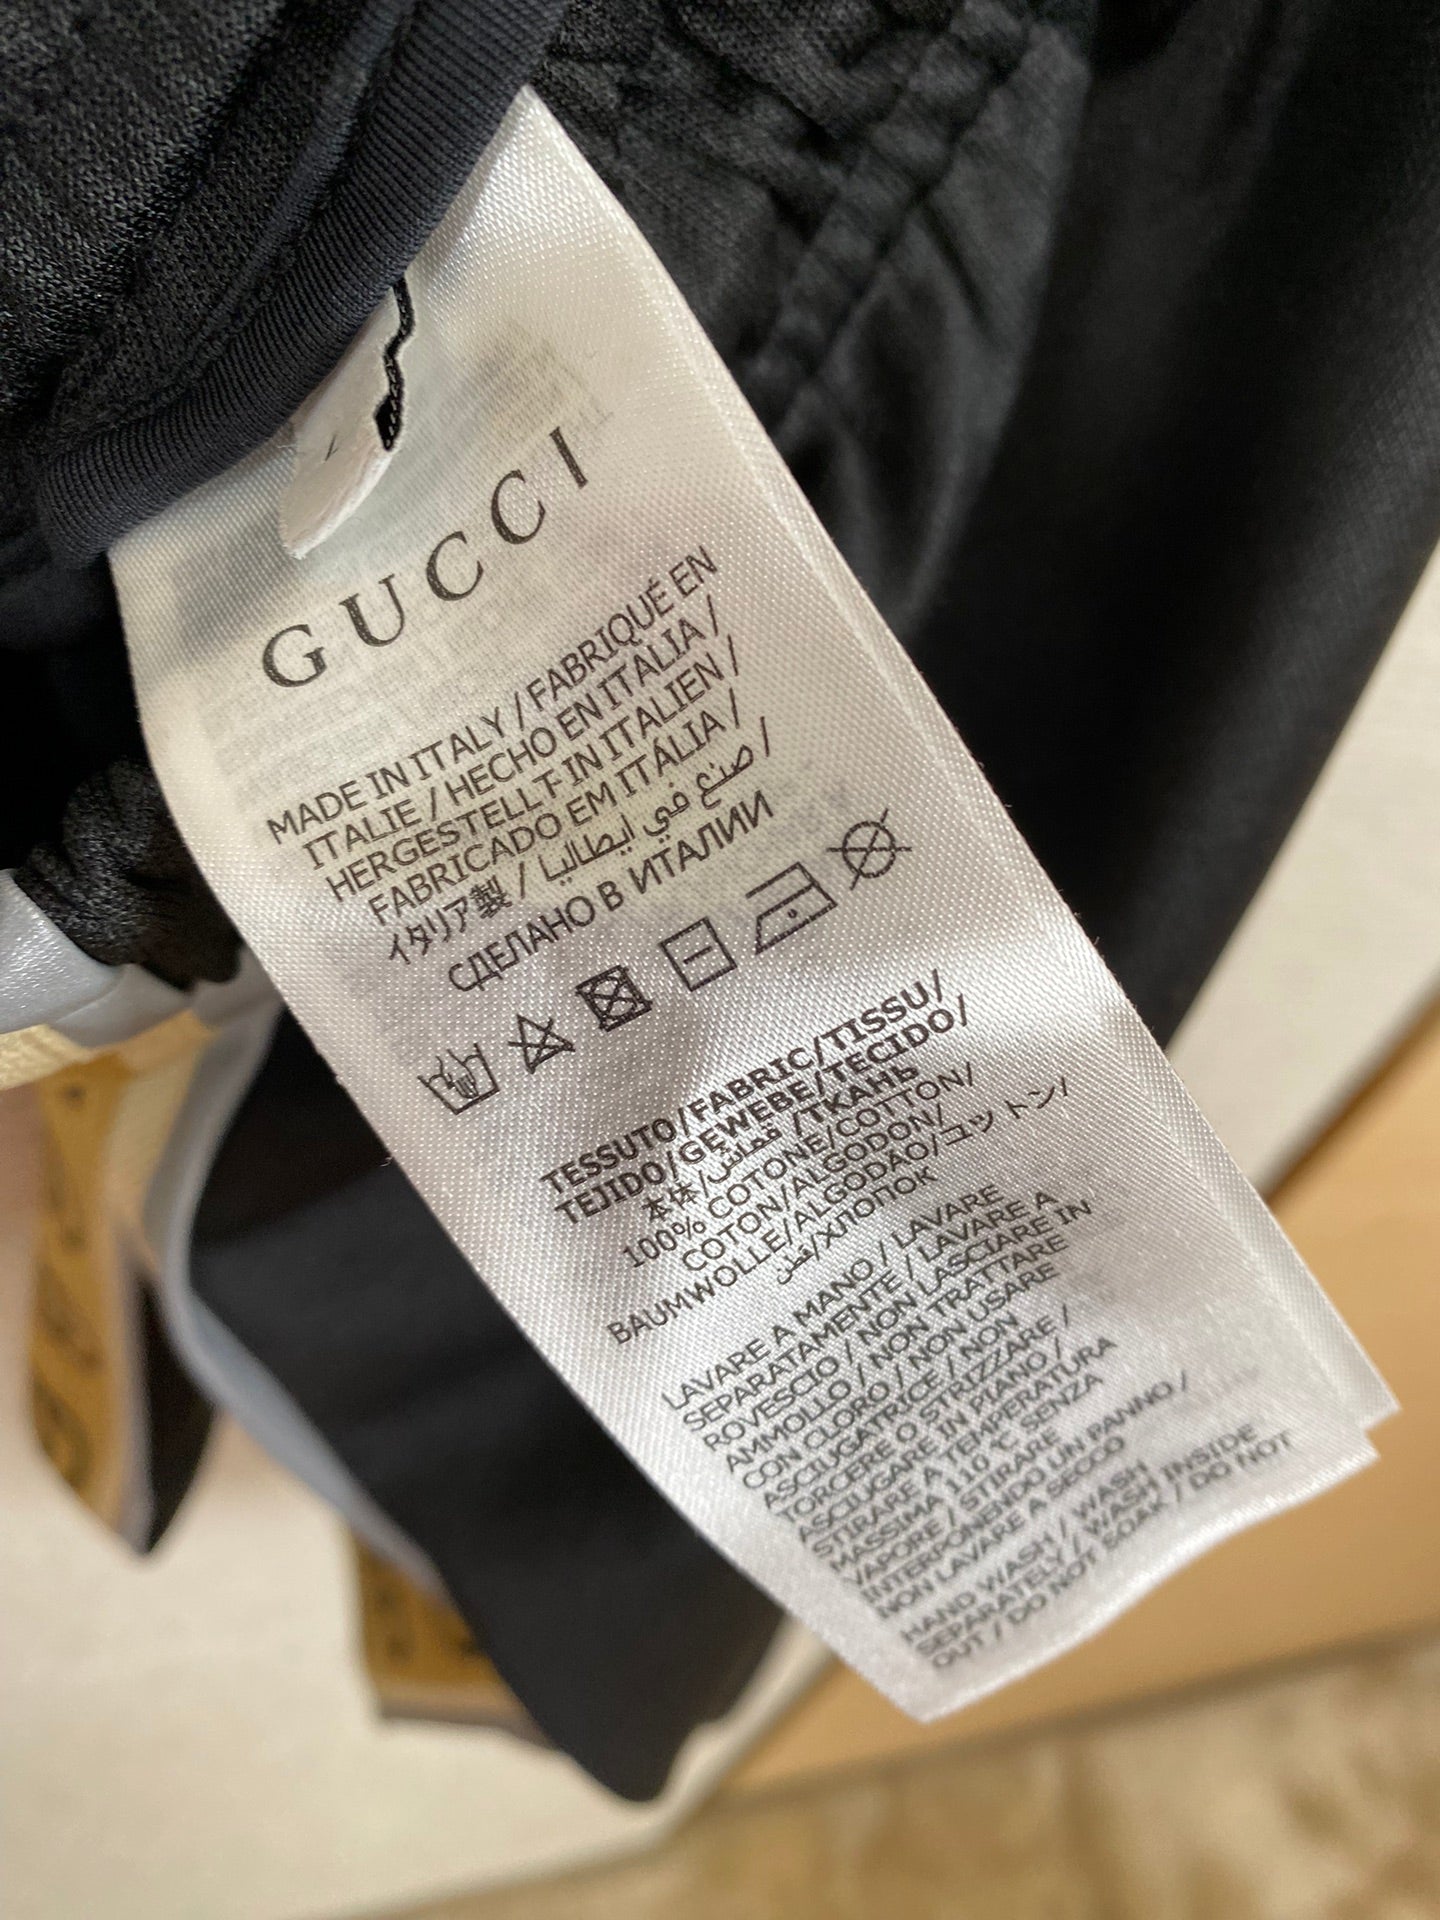 GUCCI
MADE IN ITALY / FABRIQUÉ EN
ITALIE / HECHO EN ITALIA /
HERGESTELLT IN ITALIEN /
FABRICADO EM ITÁLIA /
イタリア製 / صنع في ايطاليا /
СДЕЛАНО В ИТАЛИИ
TESSUTO/FABRIC/TISSU/
TEJIDO/GEWEBE/TECIDO/
本体/قماش/ТКАНЬ
100% COTONE/COTTON/
COTON/ALGODON/
BAUMWOLLE/ALGODAO/コットン/
قطن/ХЛОПОК
LAVARE A MANO / LAVARE
SEPARATAMENTE / LAVARE A
ROVESCIO / NON LASCIARE IN
AMMOLLO / NON TRATTARE
CON CLORO / NON USARE
ASCIUGATRICE / NON
TORCERE O STRIZZARE /
ASCIUGARE IN PIANO /
STIRARE A TEMPERATURA
MASSIMA 110°C SENZA
VAPORE / STIRARE
INTERPONENDO UN PANNO /
NON LAVARE A SECCO
HAND WASH / WASH
SEPARATELY / WASH INSIDE
OUT / DO NOT SOAK / DO NOT